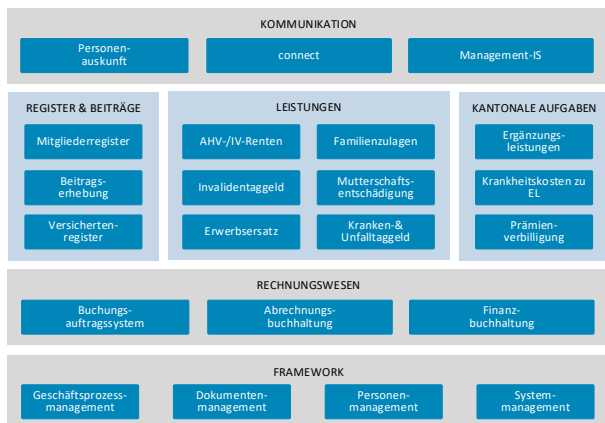 KOMMUNIKATION
Personen-
auskunft
connect
Management-IS
REGISTER & BEITRÄGE
Mitgliederregister
Beitrags-
erhebung
Versicherten-
register
LEISTUNGEN
AHV-/IV-Renten
Familienzulagen
Invalidentaggeld
Mutterschafts-
entschädigung
Erwerbsersatz
Kranken-&
Unfalltaggeld
KANTONALE AUFGABEN
Ergänzungs-
leistungen
Krankheitskosten zu
EL
Prämien-
verbilligung
RECHNUNGSWESEN
Buchungs-
auftragssystem
Abrechnungs-
buchhaltung
Finanz-
buchhaltung
FRAMEWORK
Geschäftsprozess-
management
Dokumenten-
management
Personen-
management
System-
management